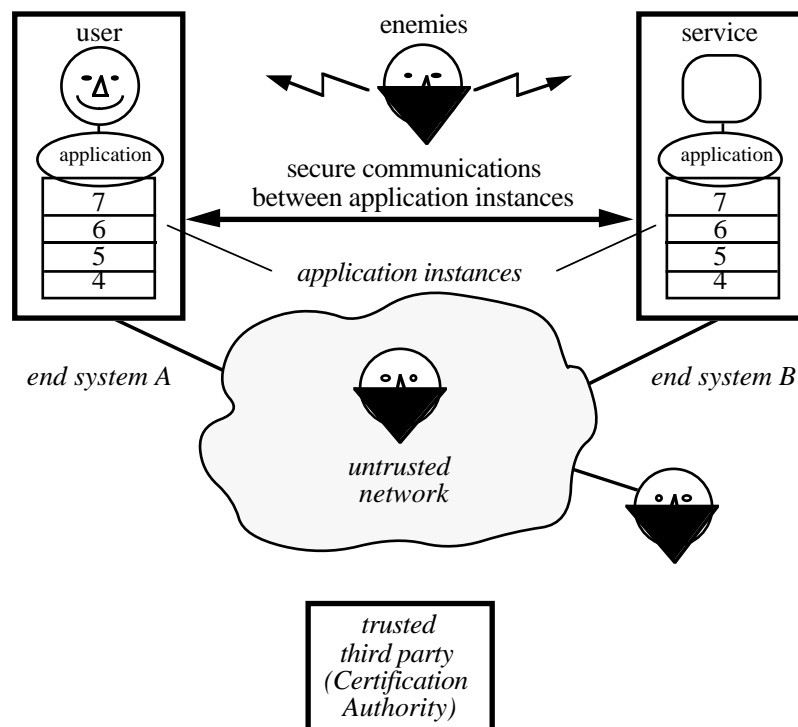 user
enemies
service
application
application
secure communications
between application instances
7
6
5
4
7
6
5
4
application instances
end system A
end system B
untrusted
network
trusted
third party
(Certification
Authority)